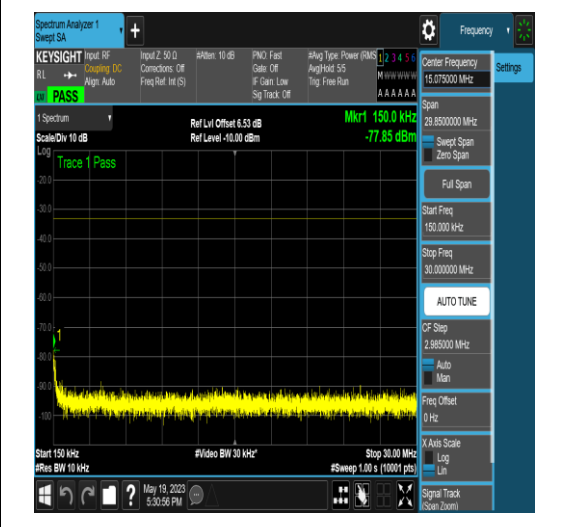 Spectrum Analyzer 1
Swept SA
+
Frequency
KEYSIGHT
RL
PASS
Input: RF
Coupling: DC
Align: Auto
Input Z: 50 Ω
Corrections: Off
Freq Ref: Int (S)
#Atten: 10 dB
PNO: Fast
Gate: Off
IF Gain: Low
Sig Track: Off
#Avg Type: Power (RMS
Avg|Hold: 5/5
Trig: Free Run
1 2 3 4 5 6
M w w w w w
A A A A A A
1 Spectrum
Scale/Div 10 dB
Ref Lvl Offset 6.53 dB
Ref Level -10.00 dBm
Mkr1 150.0 kHz
-77.85 dBm
Log
Trace 1 Pass
-20.0
-30.0
-40.0
-50.0
-60.0
-70.0
1
-80.0
-90.0
-100
Start 150 kHz
#Res BW 10 kHz
#Video BW 30 kHz*
Stop 30.00 MHz
#Sweep 1.00 s (10001 pts)
May 19, 2023
5:30:56 PM
?
Center Frequency
15.075000 MHz
Settings
Span
29.8500000 MHz
Swept Span
Zero Span
Full Span
Start Freq
150.000 kHz
Stop Freq
30.000000 MHz
AUTO TUNE
CF Step
2.985000 MHz
Auto
Man
Freq Offset
0 Hz
X Axis Scale
Log
Lin
Signal Track
(Span Zoom)